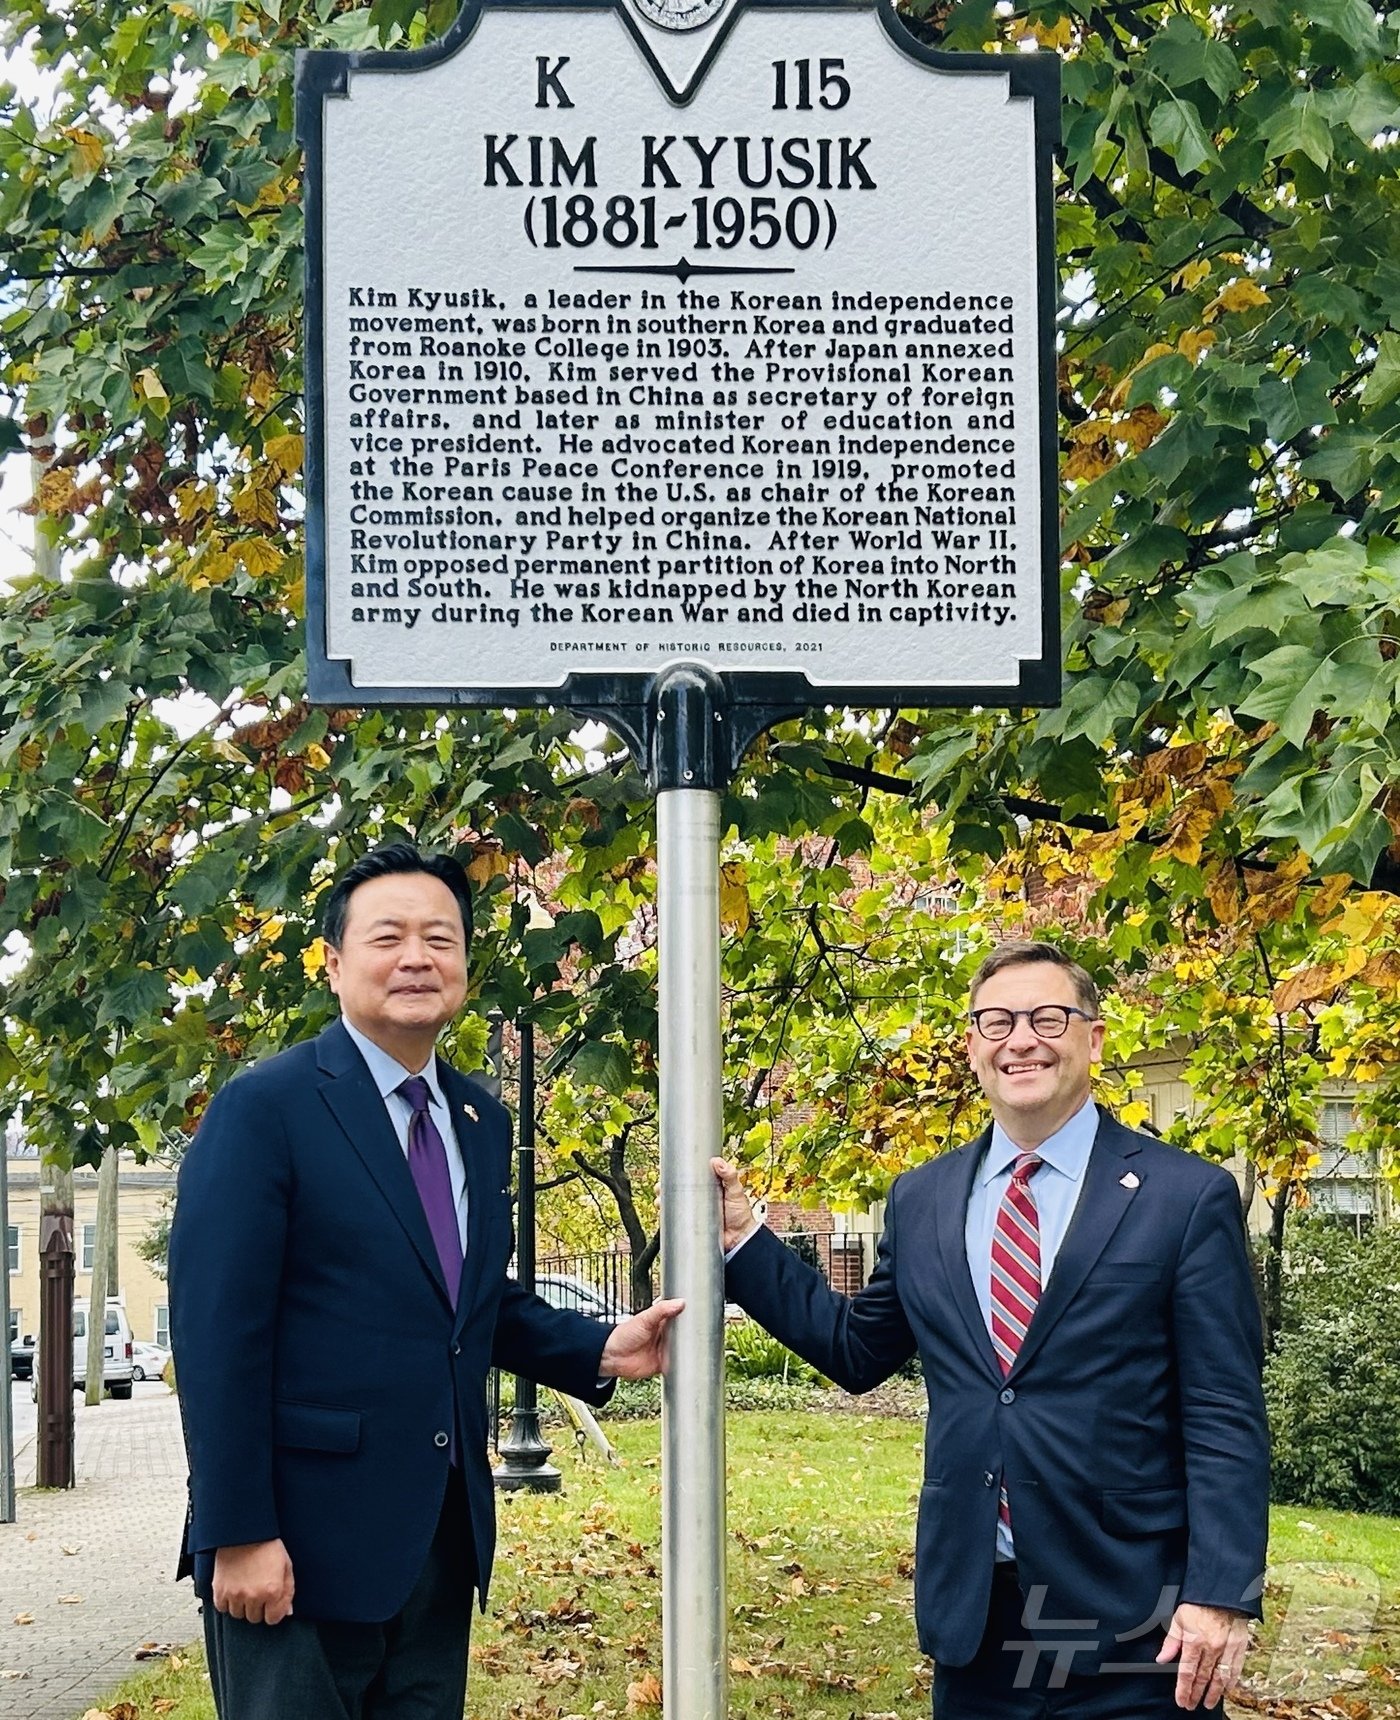 K 115
KIM KYUSIK
(1881-1950)
Kim Kyusik, a leader in the Korean independence
movement, was born in southern Korea and graduated
from Roanoke College in 1903. After Japan annexed
Korea in 1910, Kim served the Provisional Korean
Government based in China as secretary of foreign
affairs, and later as minister of education and
vice president. He advocated Korean independence
at the Paris Peace Conference in 1919, promoted
the Korean cause in the U.S. as chair of the Korean
Commission, and helped organize the Korean National
Revolutionary Party in China. After World War II,
Kim opposed permanent partition of Korea into North
and South. He was kidnapped by the North Korean
army during the Korean War and died in captivity.
DEPARTMENT OF HISTORIC RESOURCES, 2021
뉴스1